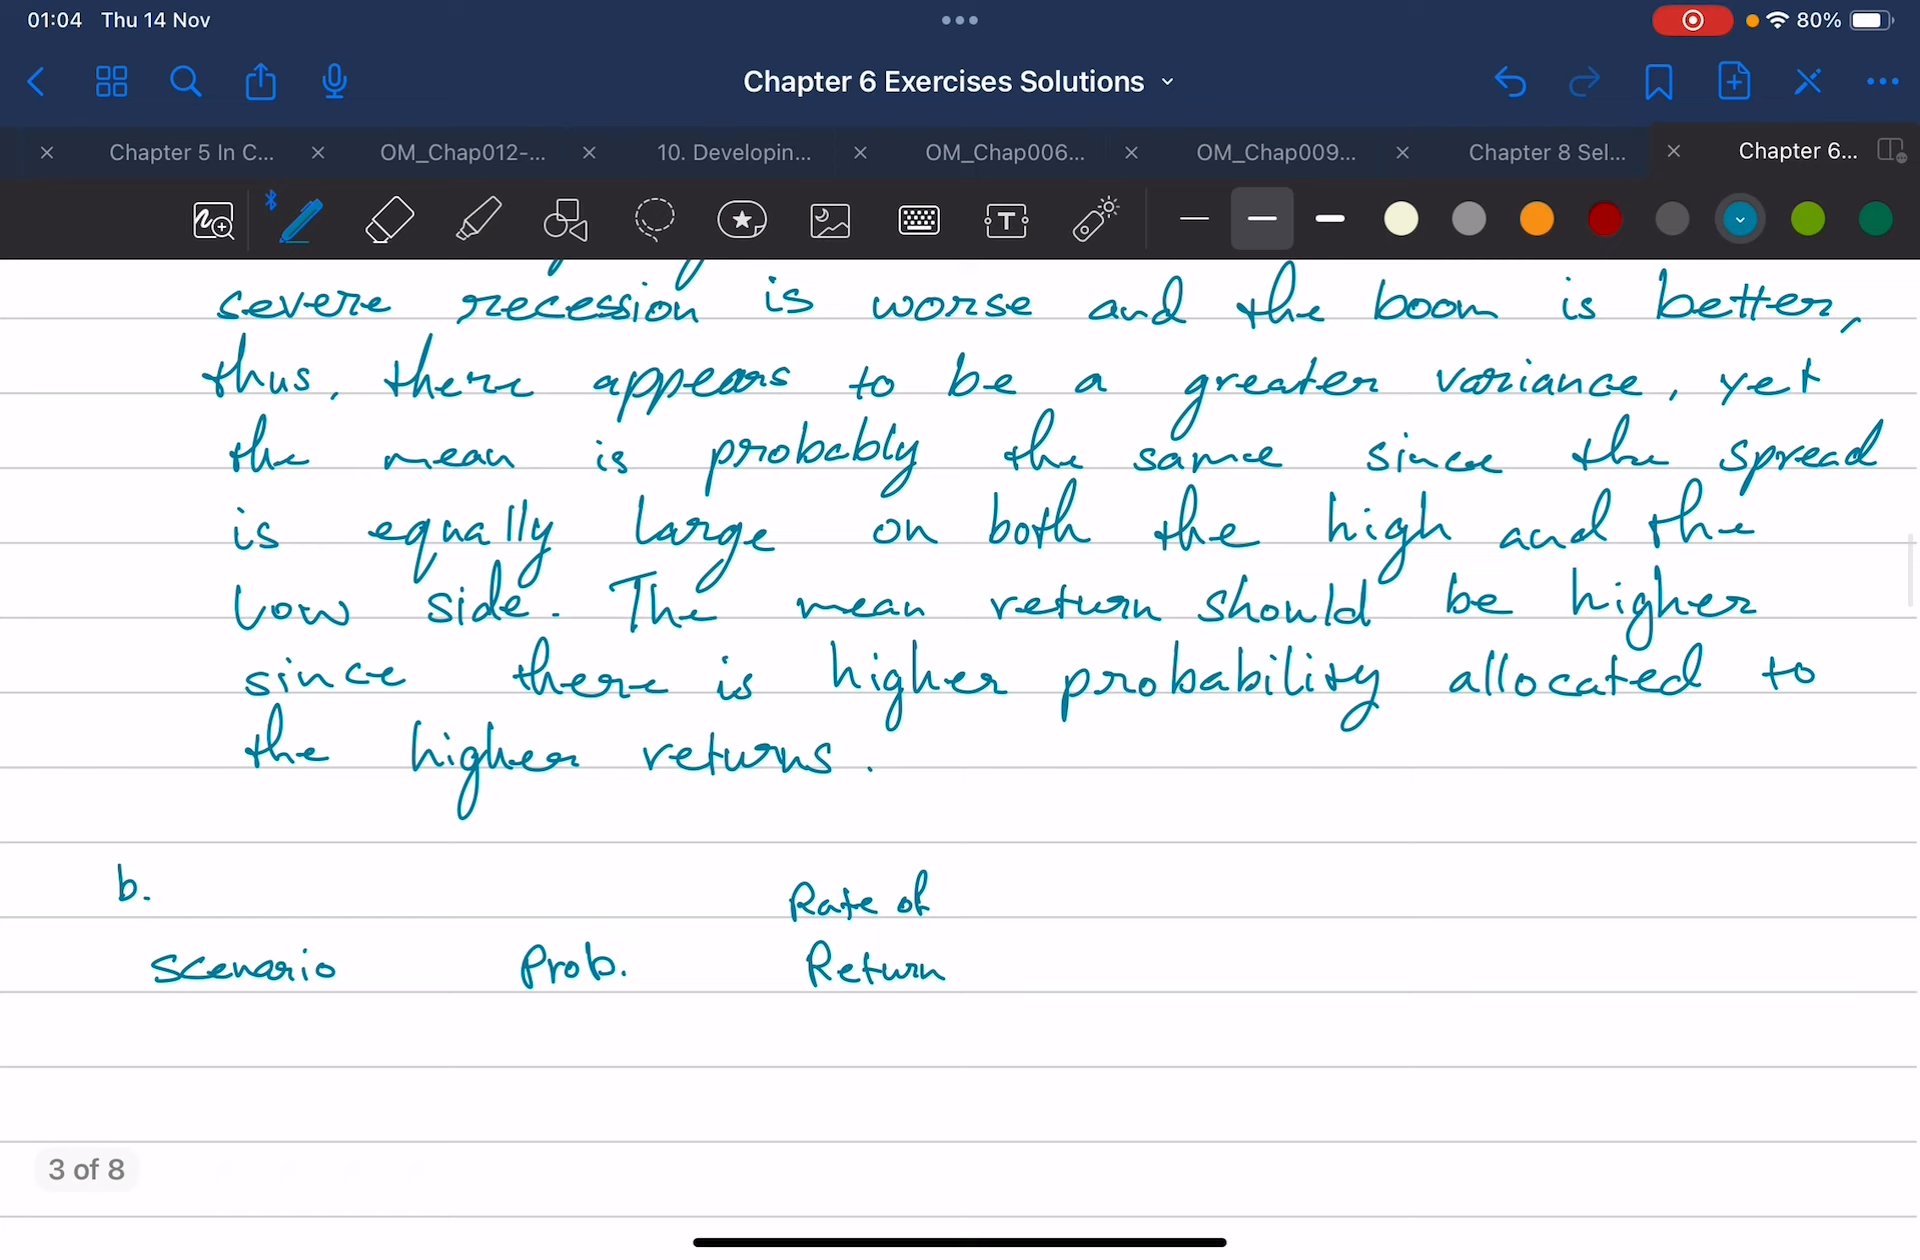 01:04 Thu 14 Nov
80%
Chapter 6 Exercises Solutions
Chapter 5 In C...
OM_Chap012-...
10. Developin...
OM_Chap006...
OM_Chap009...
Chapter 8 Sel...
Chapter 6...
severe recession is worse and the boom is better,
thus, there appears to be a greater variance, yet
the mean is probably the same since the spread
is equally large on both the high and the
low side. The mean return should be higher
since there is higher probability allocated to
the higher returns.
b.
Rate of
Scenario Prob. Return
3 of 8